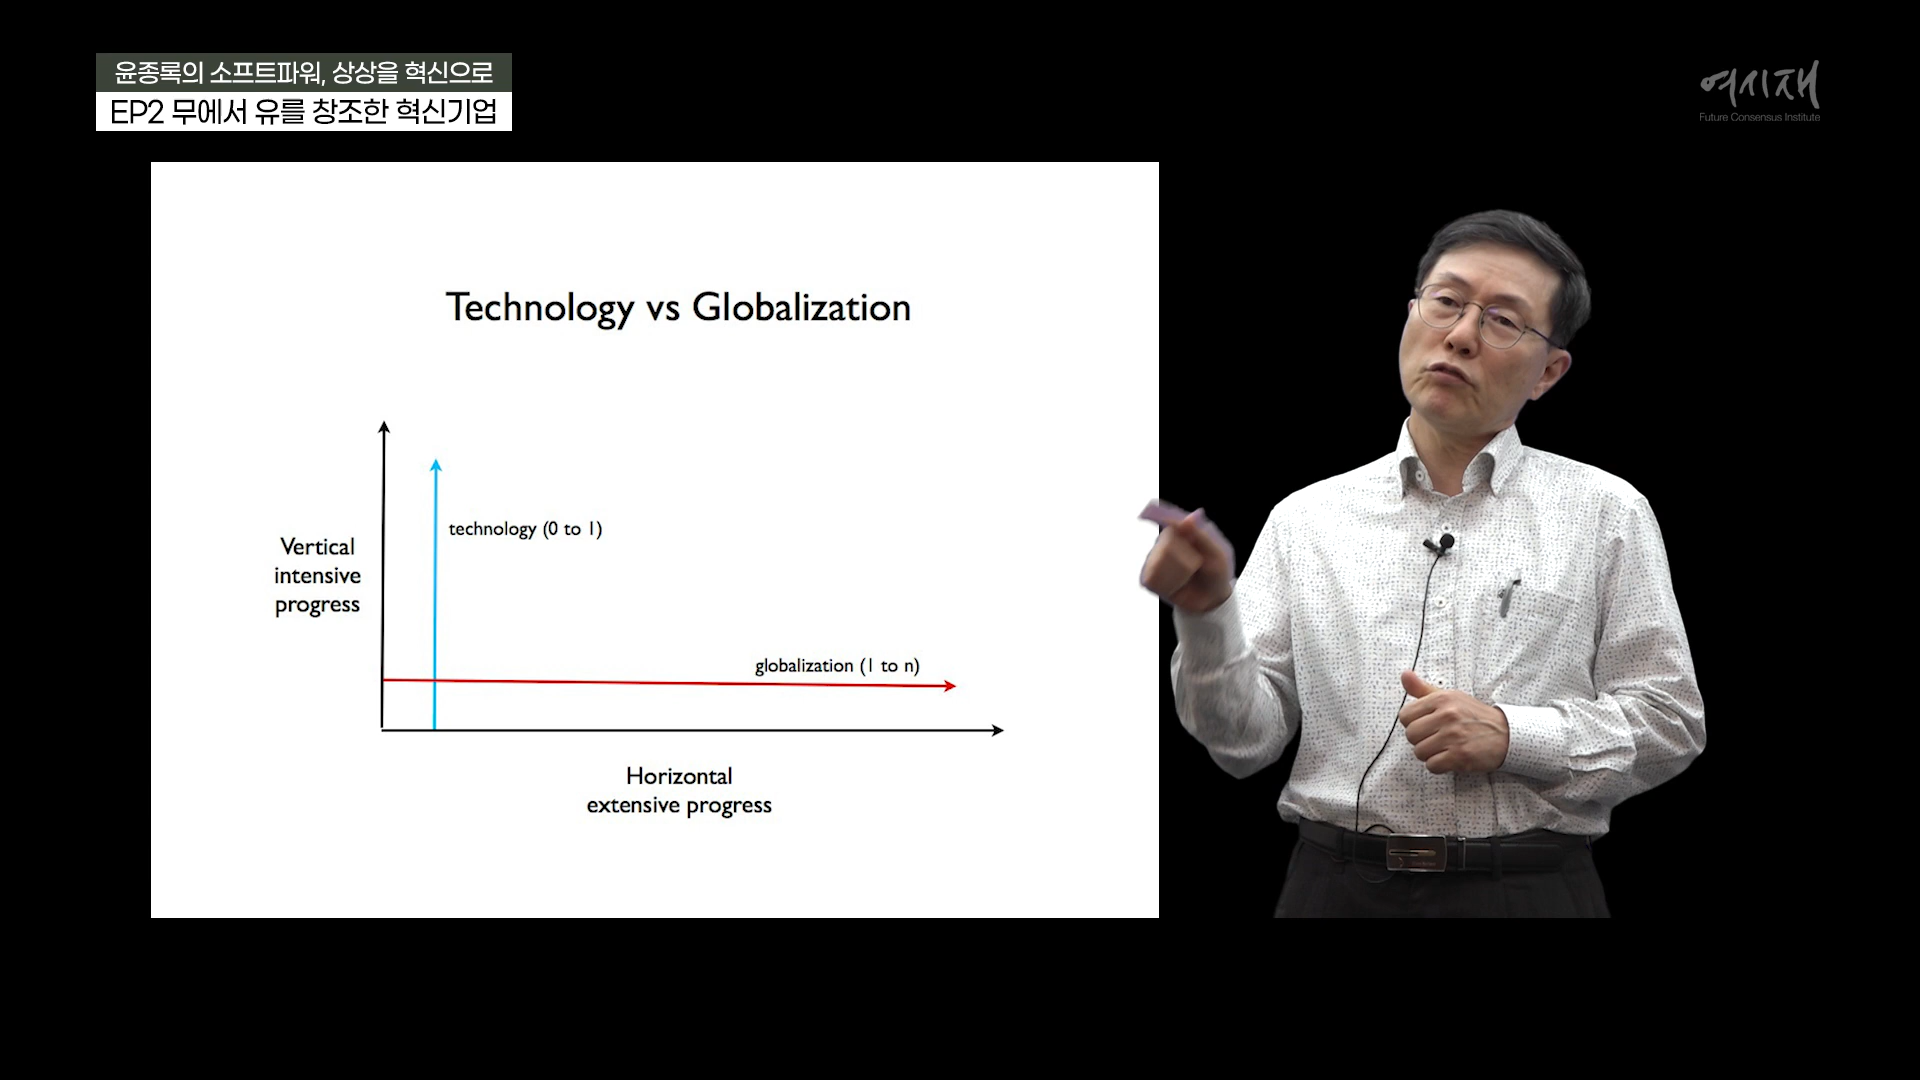 윤종록의 소프트파워, 상상을 혁신으로
EP2 무에서 유를 창조한 혁신기업
여시재
Future Consensus Institute
Technology vs Globalization
technology (0 to 1)
Vertical
intensive
progress
globalization (1 to n)
Horizontal
extensive progress